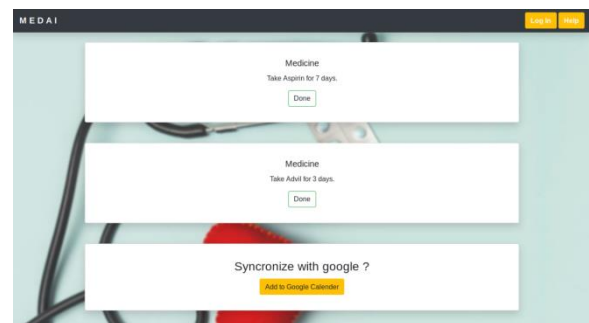 MEDAI
Log In Help
Medicine
Take Aspirin for 7 days.
Done
Medicine
Take Advil for 3 days.
Done
Syncronize with google ?
Add to Google Calender